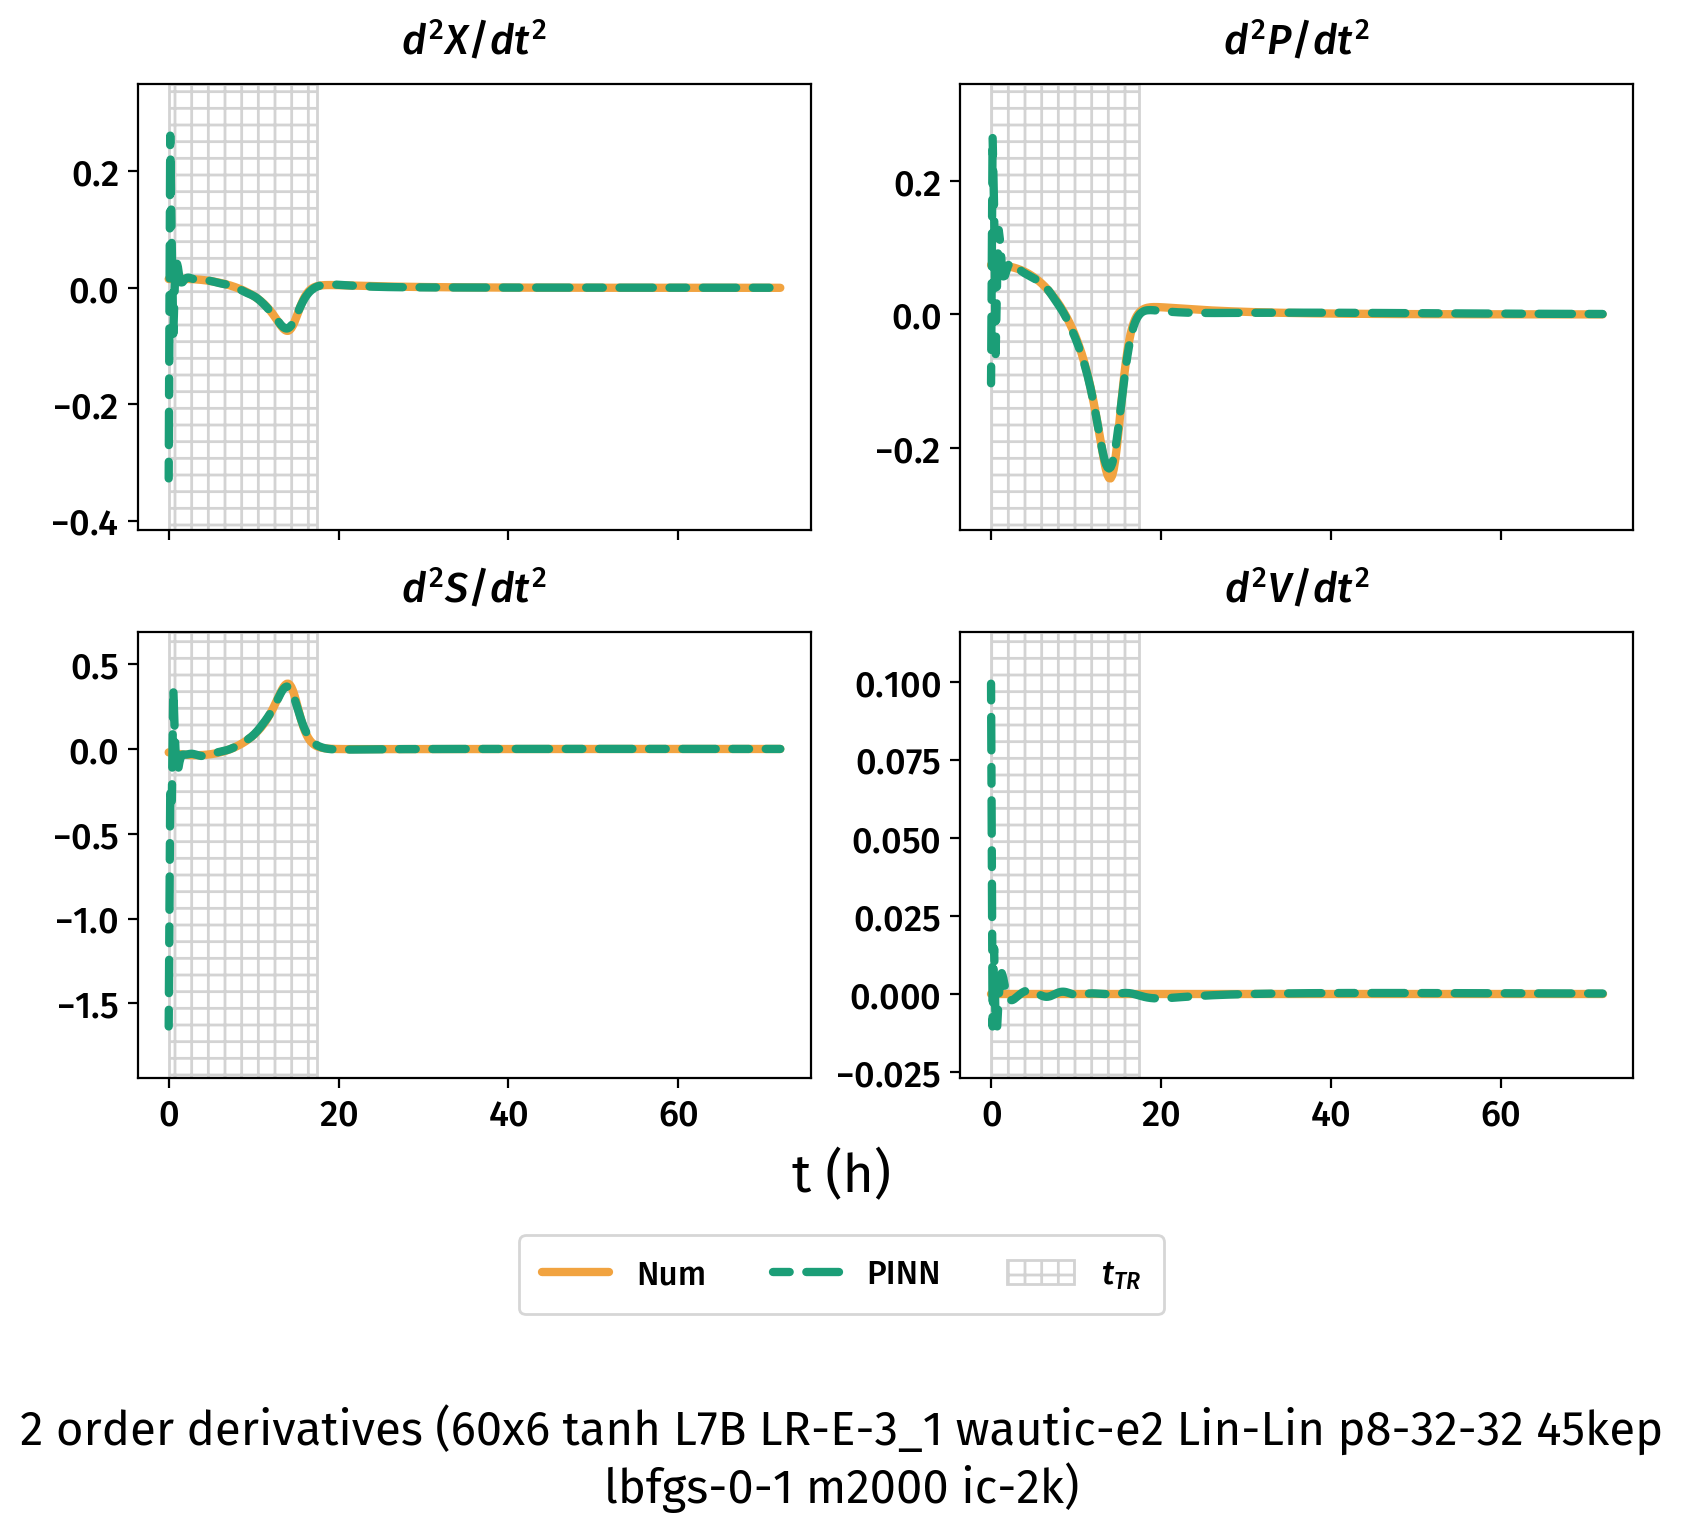 d²X/dt²
d²P/dt²
0.2
0.0
−0.2
−0.4
0.2
0.0
−0.2
d²S/dt²
d²V/dt²
0.5
0.0
−0.5
−1.0
−1.5
0.100
0.075
0.050
0.025
0.000
−0.025
0 20 40 60
0 20 40 60
t (h)
Num PINN t_TR
2 order derivatives (60x6 tanh L7B LR-E-3_1 wautic-e2 Lin-Lin p8-32-32 45kep
lbfgs-0-1 m2000 ic-2k)